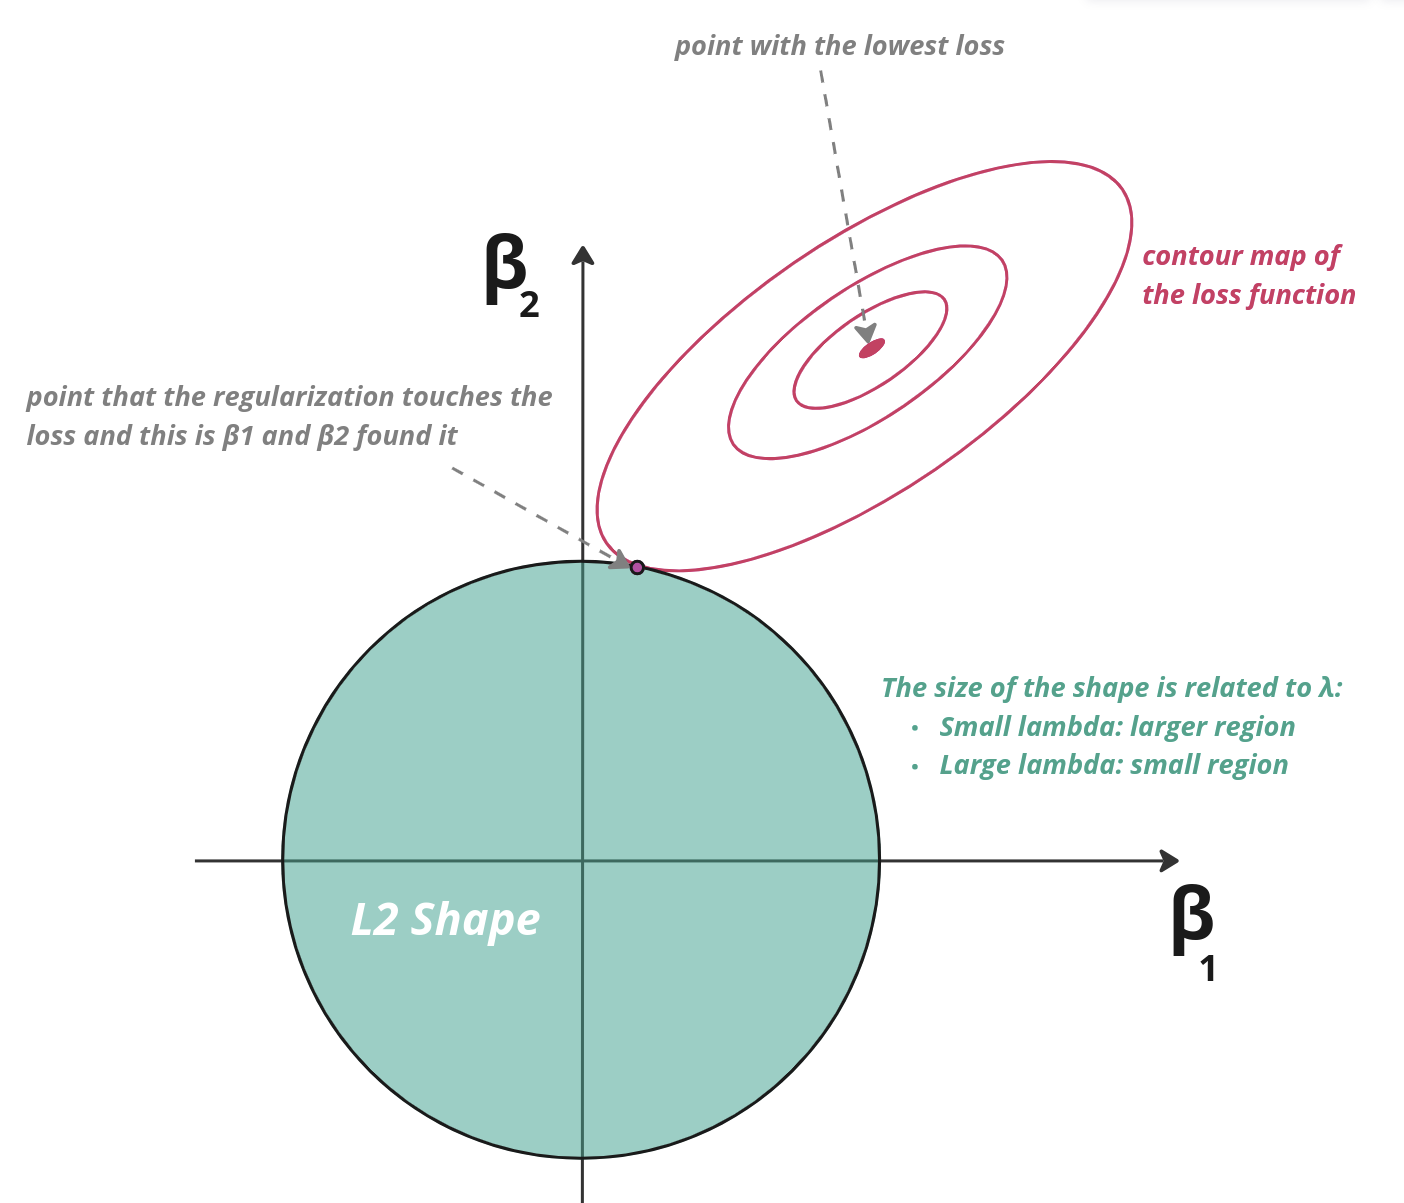 point with the lowest loss
β
2
contour map of
the loss function
point that the regularization touches the
loss and this is β1 and β2 found it
The size of the shape is related to λ:
• Small lambda: larger region
• Large lambda: small region
L2 Shape
β
1